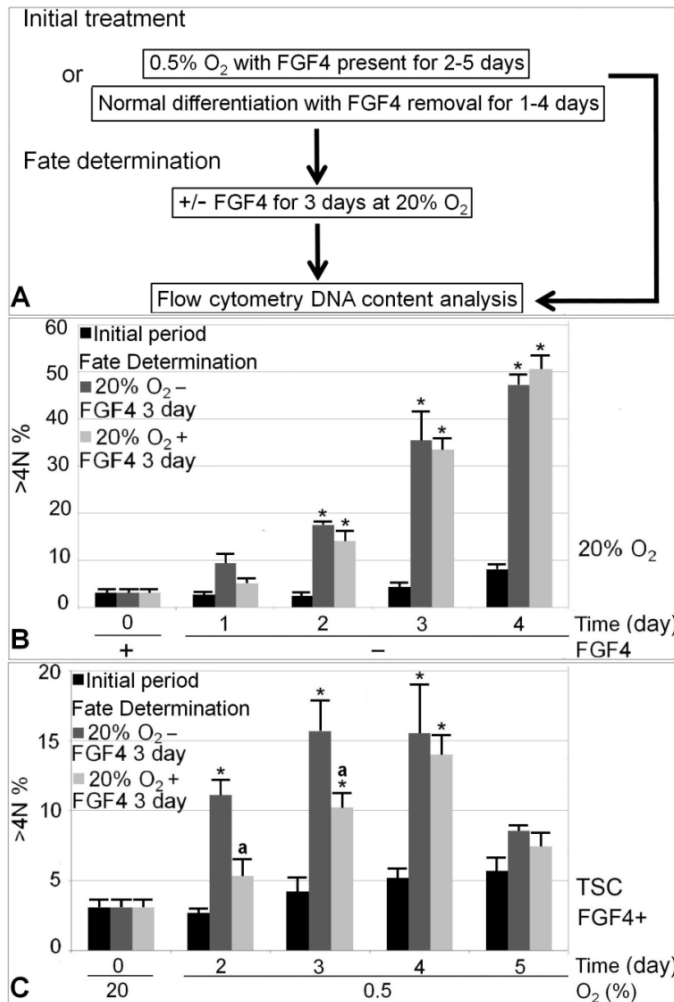 Initial treatment
0.5% O₂ with FGF4 present for 2-5 days
or
Normal differentiation with FGF4 removal for 1-4 days
Fate determination
+/- FGF4 for 3 days at 20% O₂
Flow cytometry DNA content analysis
A
60
50
40
30
20
10
0
>4N %
Initial period
Fate Determination
20% O₂ –
FGF4 3 day
20% O₂ +
FGF4 3 day
* *
* *
* *
20% O₂
0 1 2 3 4 Time (day)
+ – FGF4
B
20
15
10
5
0
>4N %
Initial period
Fate Determination
20% O₂ –
FGF4 3 day
20% O₂ +
FGF4 3 day
* a
* a *
* *
TSC
FGF4+
0 2 3 4 5 Time (day)
20 0.5 O₂ (%)
C